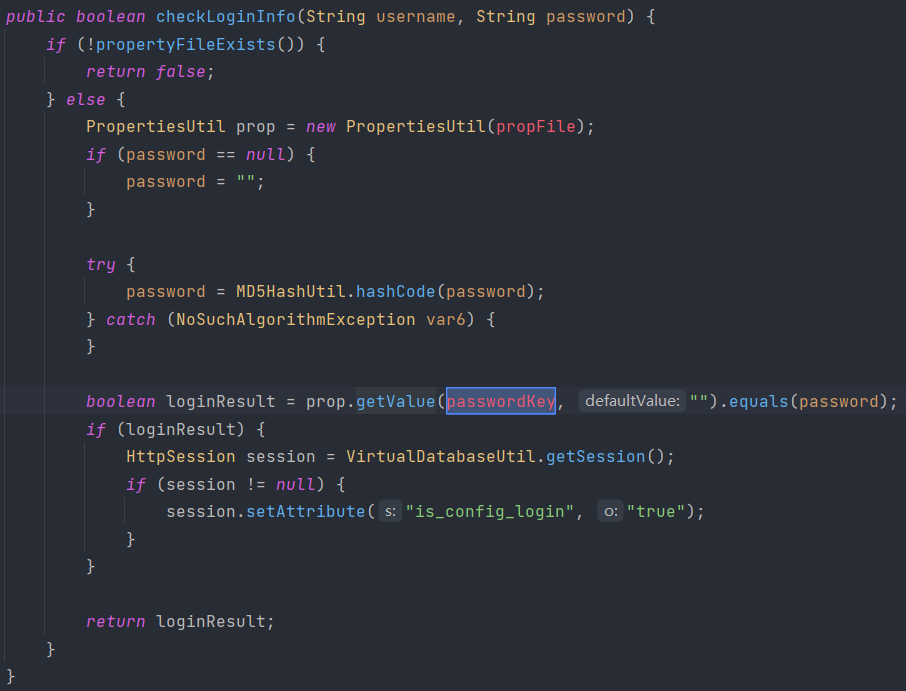 public boolean checkLoginInfo(String username, String password) {
    if (!propertyFileExists()) {
        return false;
    } else {
        PropertiesUtil prop = new PropertiesUtil(propFile);
        if (password == null) {
            password = "";
        }

        try {
            password = MD5HashUtil.hashCode(password);
        } catch (NoSuchAlgorithmException var6) {
        }

        boolean loginResult = prop.getValue(passwordKey, defaultValue: "").equals(password);
        if (loginResult) {
            HttpSession session = VirtualDatabaseUtil.getSession();
            if (session != null) {
                session.setAttribute(s: "is_config_login", o: "true");
            }
        }

        return loginResult;
    }
}